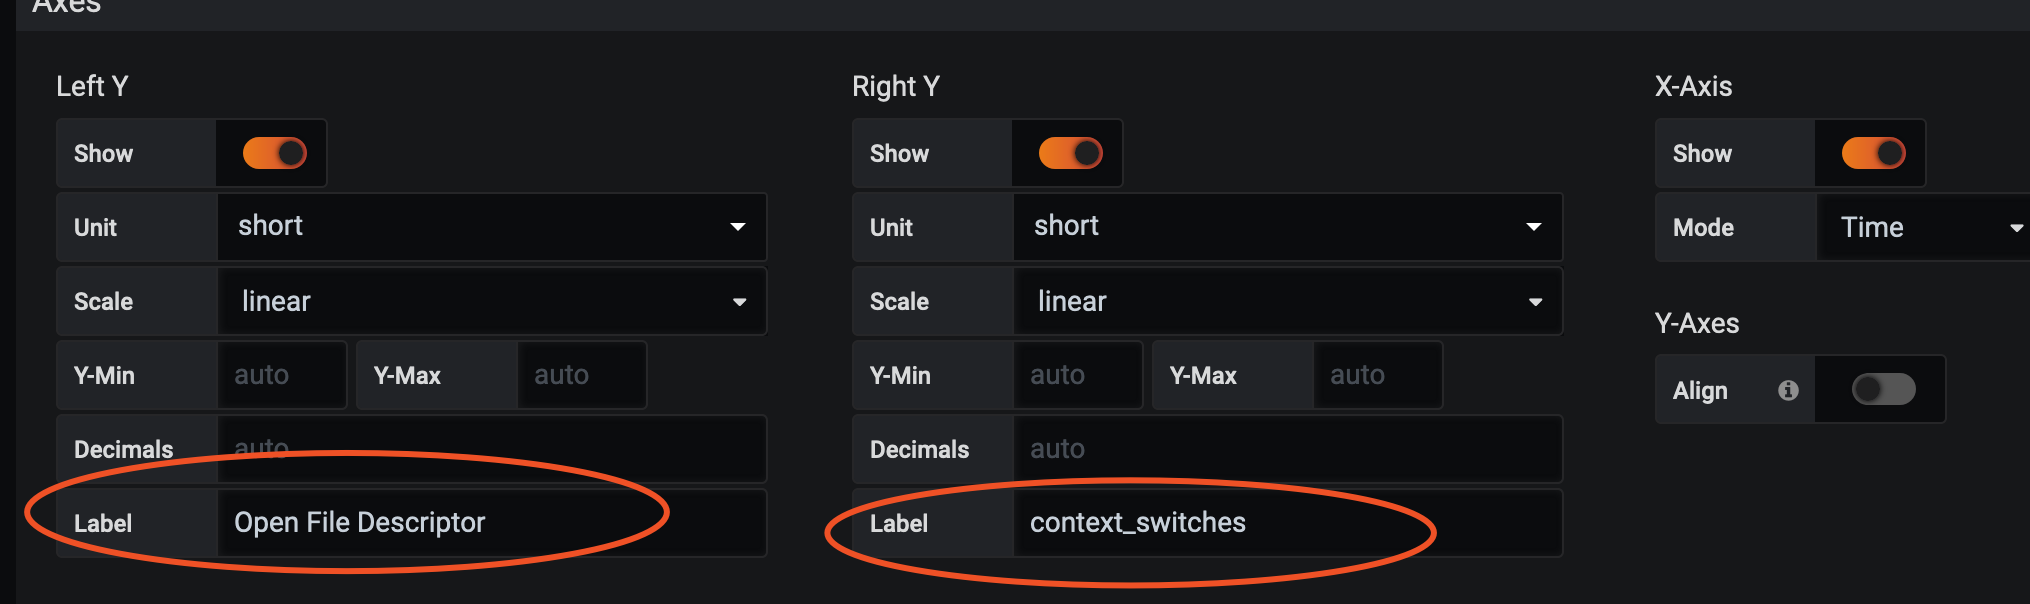 Axes
Left Y
Show
Unit short
Scale linear
Y-Min auto Y-Max auto
Decimals auto
Label Open File Descriptor
Right Y
Show
Unit short
Scale linear
Y-Min auto Y-Max auto
Decimals auto
Label context_switches
X-Axis
Show
Mode Time
Y-Axes
Align